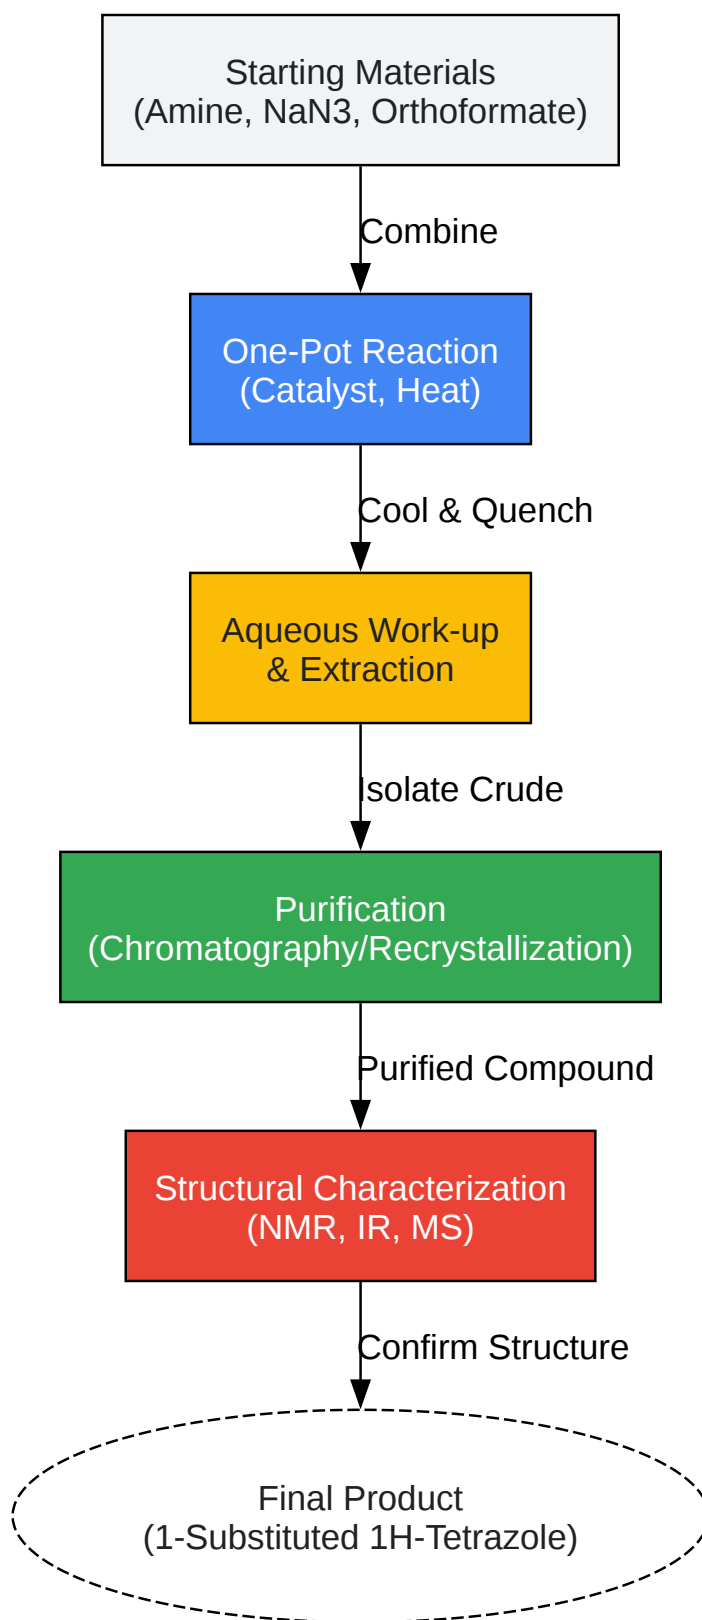 Starting Materials
(Amine, NaN3, Orthoformate)
Combine
One-Pot Reaction
(Catalyst, Heat)
Cool & Quench
Aqueous Work-up
& Extraction
Isolate Crude
Purification
(Chromatography/Recrystallization)
Purified Compound
Structural Characterization
(NMR, IR, MS)
Confirm Structure
Final Product
(1-Substituted 1H-Tetrazole)